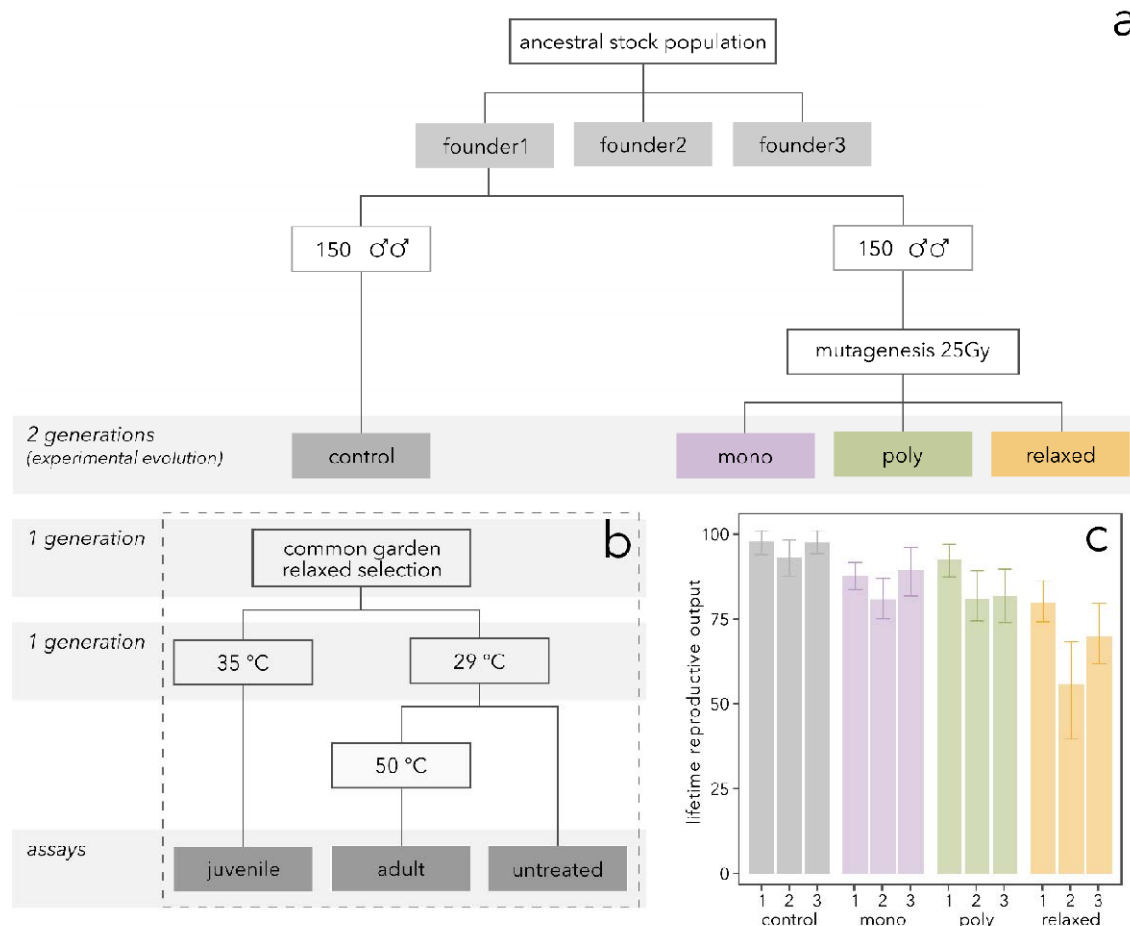 a
ancestral stock population
founder1 founder2 founder3
150 ♂♂ 150 ♂♂
mutagenesis 25Gy
2 generations
(experimental evolution)
control mono poly relaxed
1 generation
common garden
relaxed selection
b
1 generation
35 °C 29 °C
50 °C
assays
juvenile adult untreated
c
lifetime reproductive output
100
75
50
25
0
1 2 3 1 2 3 1 2 3 1 2 3
control mono poly relaxed